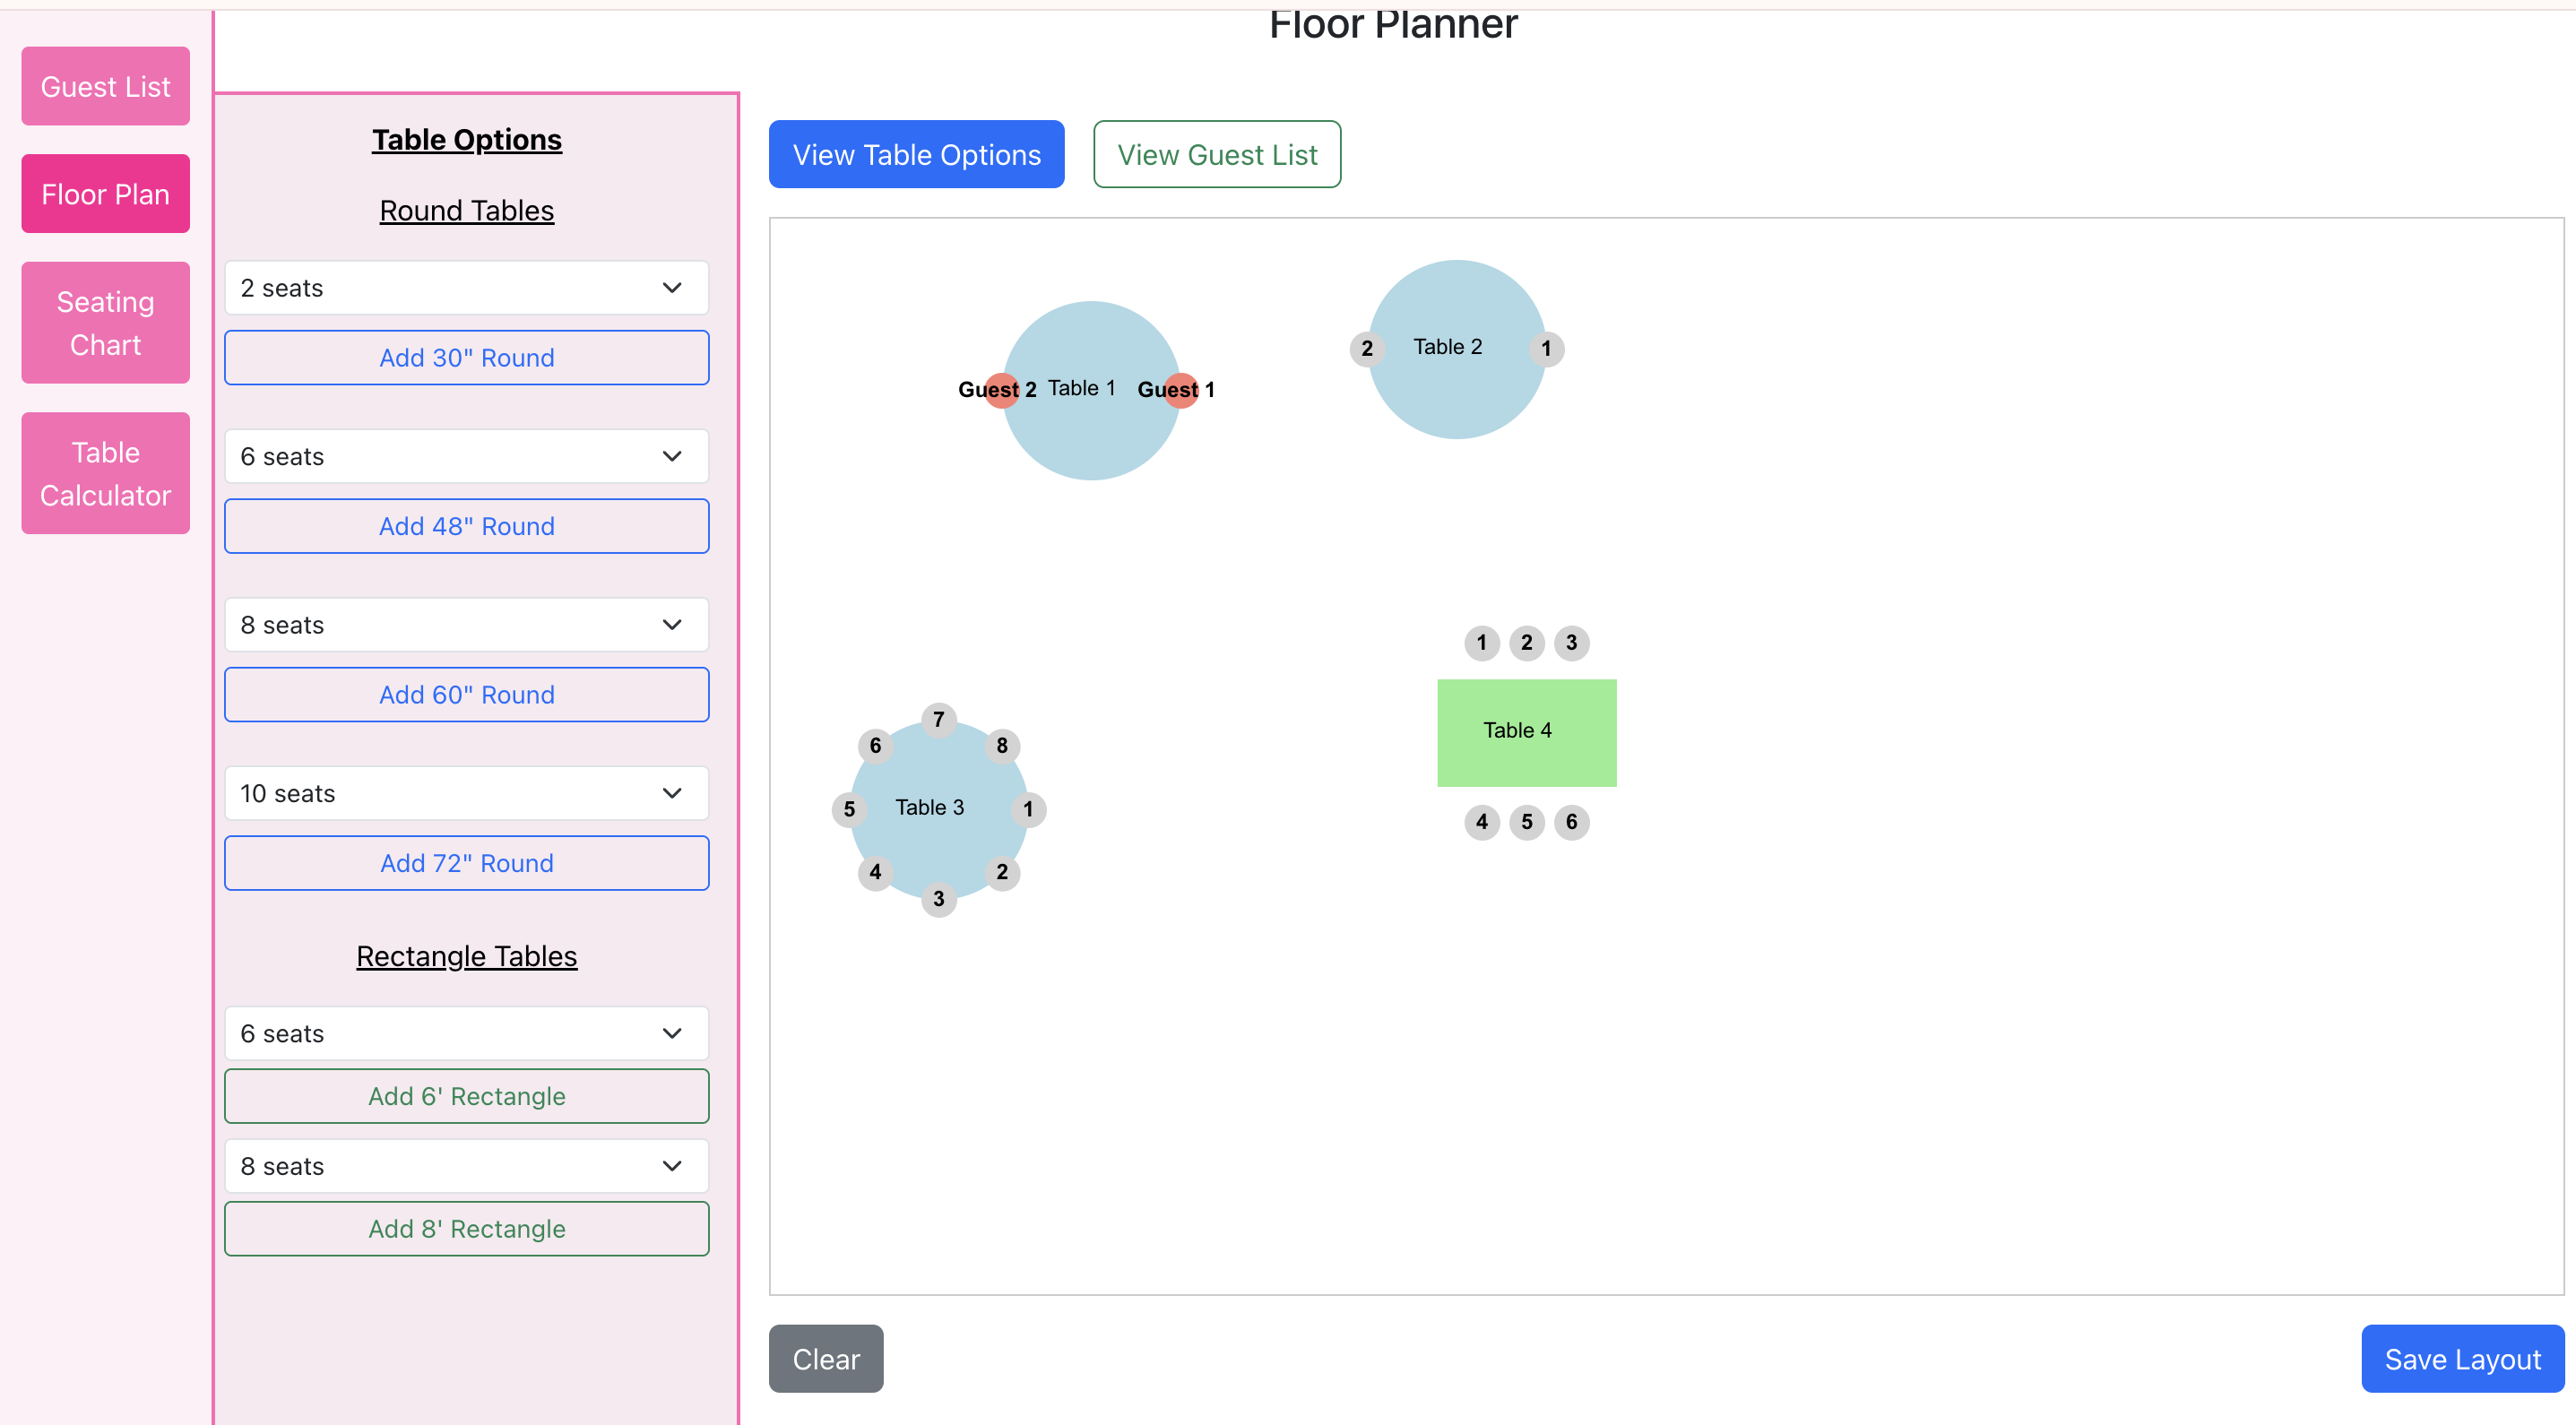 Floor Planner
Guest List
Floor Plan
Seating
Chart
Table
Calculator
Table Options
Round Tables
2 seats
Add 30" Round
6 seats
Add 48" Round
8 seats
Add 60" Round
10 seats
Add 72" Round
Rectangle Tables
6 seats
Add 6' Rectangle
8 seats
Add 8' Rectangle
View Table Options
View Guest List
Guest 2
Table 1
Guest 1
2
Table 2
1
7
6
8
5
Table 3
1
4
2
3
1 2 3
Table 4
4 5 6
Clear
Save Layout